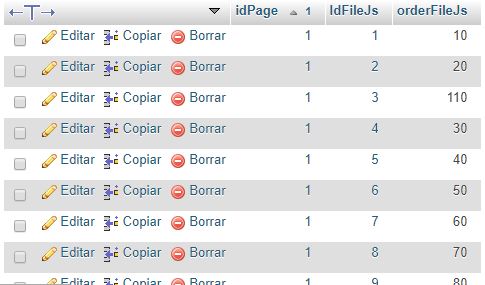 idPage 1 IdFileJs orderFileJs
Editar Copiar Borrar 1 1 10
Editar Copiar Borrar 1 2 20
Editar Copiar Borrar 1 3 110
Editar Copiar Borrar 1 4 30
Editar Copiar Borrar 1 5 40
Editar Copiar Borrar 1 6 50
Editar Copiar Borrar 1 7 60
Editar Copiar Borrar 1 8 70
Editar Copiar Borrar 1 9 80